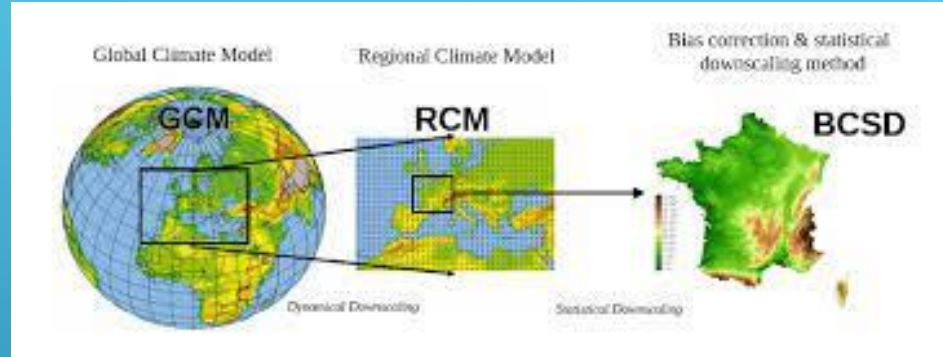 Global Climate Model
Regional Climate Model
Bias correction & statistical
downscaling method
GCM
RCM
BCSD
Dynamical Downscaling
Statistical Downscaling